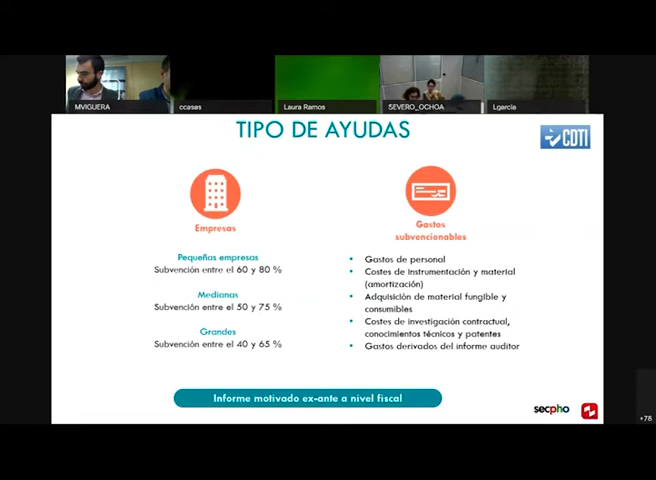 MVIGUERA
ccasas
Laura Ramos
SEVERO_OCHOA
Lgarcía
TIPO DE AYUDAS
CDTI
Empresas
Pequeñas empresas
Subvención entre el 60 y 80 %
Medianas
Subvención entre el 50 y 75 %
Grandes
Subvención entre el 40 y 65 %
Gastos
subvencionables
• Gastos de personal
• Costes de instrumentación y material
(amortización)
• Adquisición de material fungible y
consumibles
• Costes de investigación contractual,
conocimientos técnicos y patentes
• Gastos derivados del informe auditor
Informe motivado ex-ante a nivel fiscal
secpho
+78